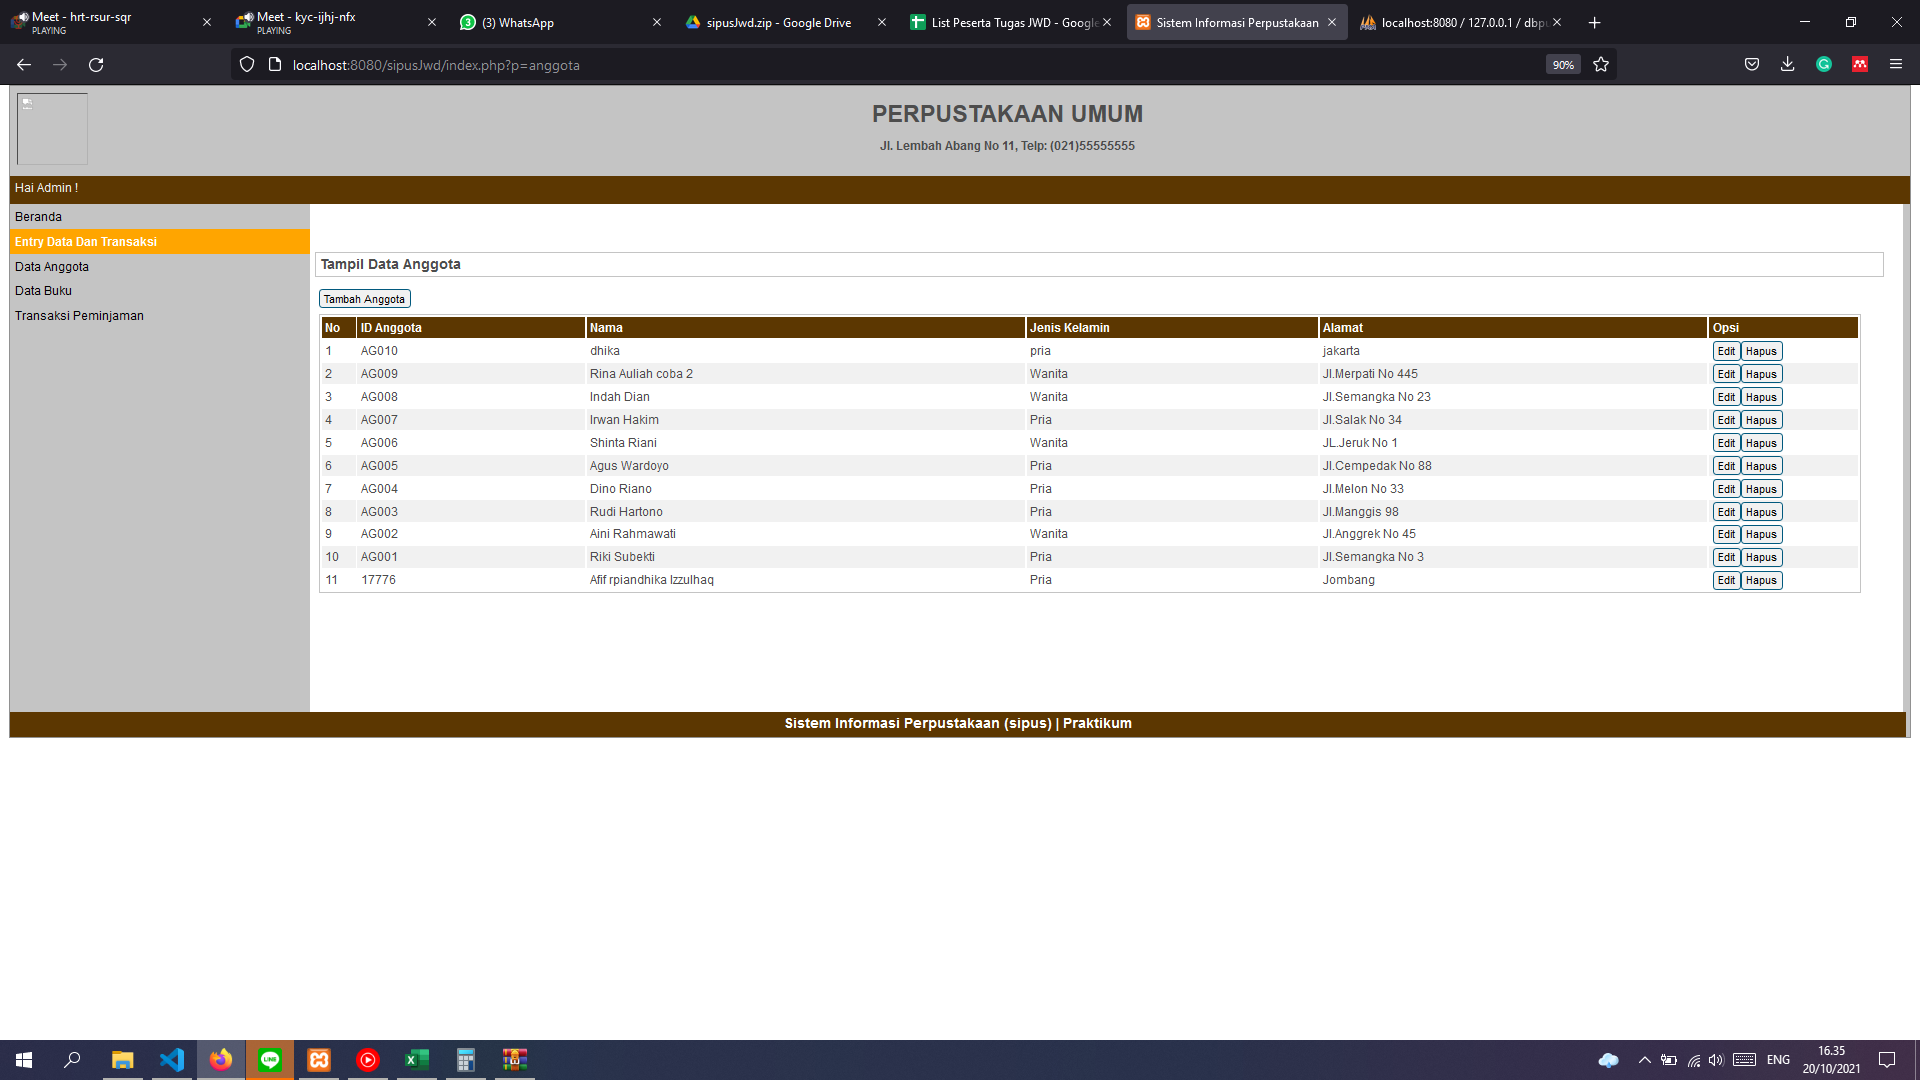 Meet - hrt-rsur-sqr
PLAYING
Meet - kyc-ijhj-nfx
PLAYING
(3) WhatsApp
sipusJwd.zip - Google Drive
List Peserta Tugas JWD - Google
Sistem Informasi Perpustakaan
localhost:8080 / 127.0.0.1 / dbpu
localhost:8080/sipusJwd/index.php?p=anggota
90%
PERPUSTAKAAN UMUM
Jl. Lembah Abang No 11, Telp: (021)55555555
Hai Admin !
Beranda
Entry Data Dan Transaksi
Data Anggota
Data Buku
Transaksi Peminjaman
Tampil Data Anggota
Tambah Anggota
No ID Anggota Nama Jenis Kelamin Alamat Opsi
1 AG010 dhika pria jakarta Edit Hapus
2 AG009 Rina Auliah coba 2 Wanita Jl.Merpati No 445 Edit Hapus
3 AG008 Indah Dian Wanita Jl.Semangka No 23 Edit Hapus
4 AG007 Irwan Hakim Pria Jl.Salak No 34 Edit Hapus
5 AG006 Shinta Riani Wanita JL.Jeruk No 1 Edit Hapus
6 AG005 Agus Wardoyo Pria Jl.Cempedak No 88 Edit Hapus
7 AG004 Dino Riano Pria Jl.Melon No 33 Edit Hapus
8 AG003 Rudi Hartono Pria Jl.Manggis 98 Edit Hapus
9 AG002 Aini Rahmawati Wanita Jl.Anggrek No 45 Edit Hapus
10 AG001 Riki Subekti Pria Jl.Semangka No 3 Edit Hapus
11 17776 Afif rpiandhika Izzulhaq Pria Jombang Edit Hapus
Sistem Informasi Perpustakaan (sipus) | Praktikum
ENG
16.35
20/10/2021